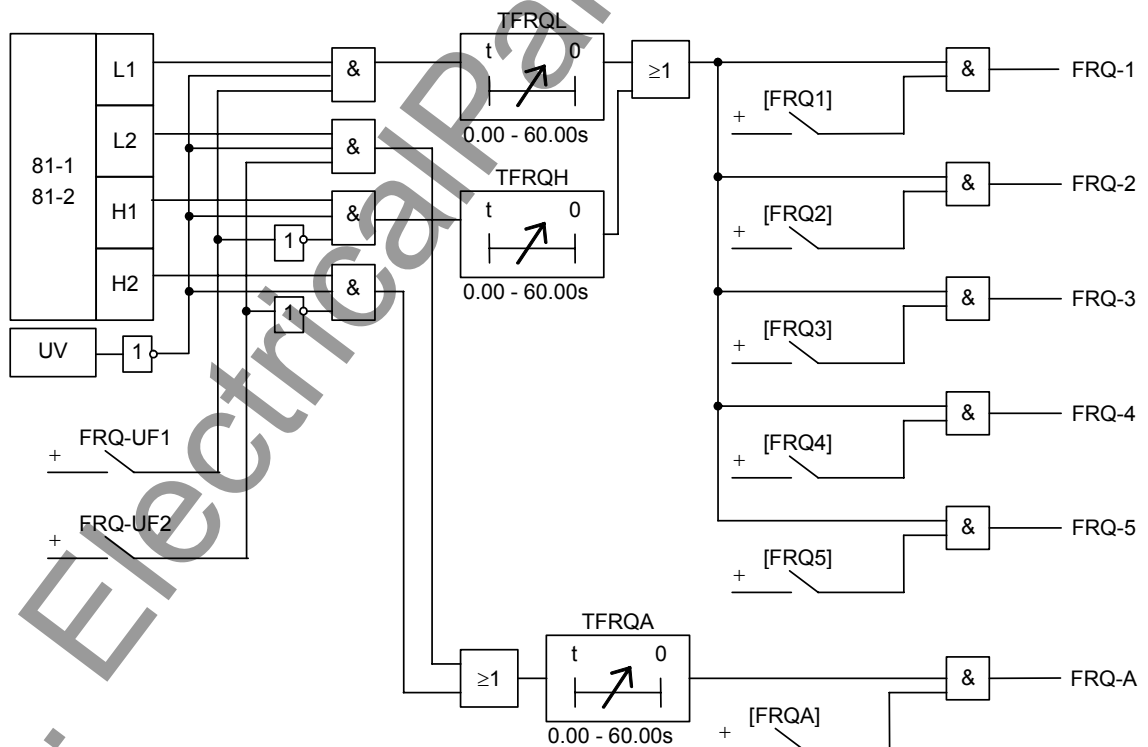 TFRQL
t 0
0.00 - 60.00s
L1
L2
H1
H2
81-1
81-2
UV
1
&
&
&
&
1
1
≥1
TFRQH
t 0
0.00 - 60.00s
FRQ-UF1
+
FRQ-UF2
+
& FRQ-1
[FRQ1]
+
& FRQ-2
[FRQ2]
+
& FRQ-3
[FRQ3]
+
& FRQ-4
[FRQ4]
+
& FRQ-5
[FRQ5]
+
≥1
TFRQA
t 0
0.00 - 60.00s
& FRQ-A
[FRQA]
+
ElectricalPa